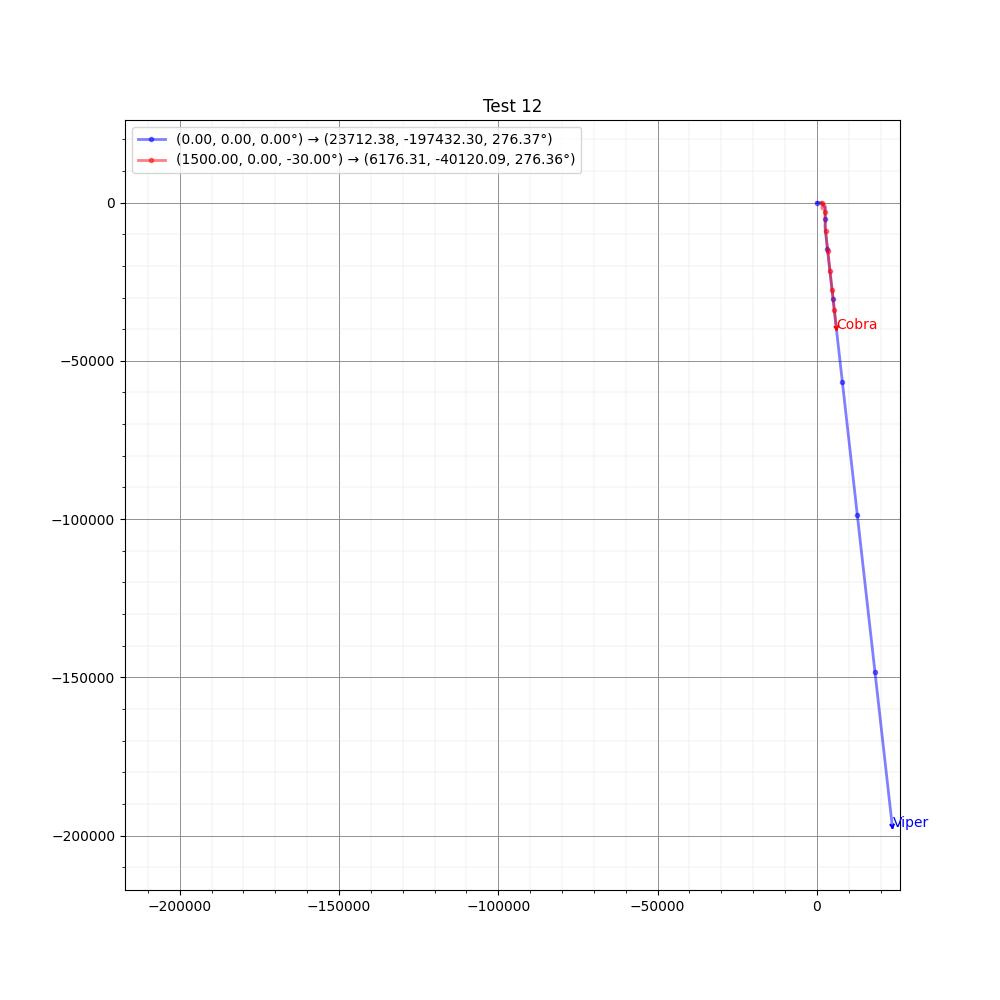 Test 12
(0.00, 0.00, 0.00°) → (23712.38, -197432.30, 276.37°)
(1500.00, 0.00, -30.00°) → (6176.31, -40120.09, 276.36°)
0
Cobra
−50000
−100000
−150000
Viper
−200000
−200000 −150000 −100000 −50000 0